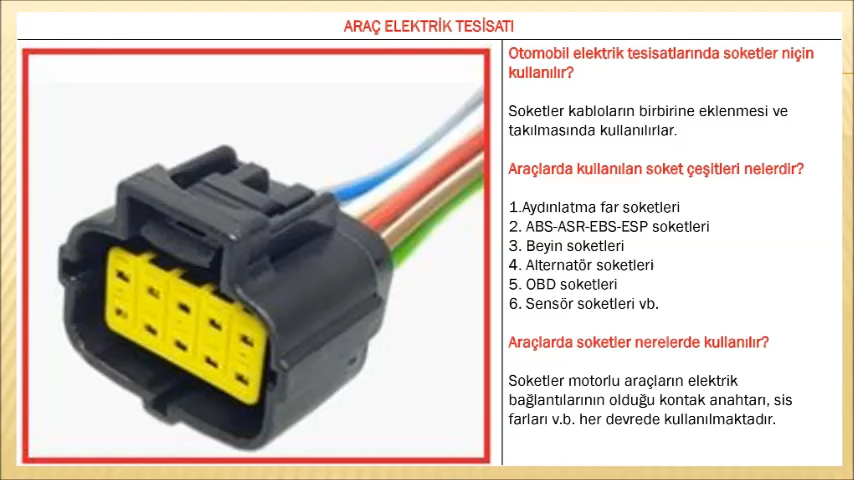 ARAÇ ELEKTRİK TESİSATI
Otomobil elektrik tesisatlarında soketler niçin
kullanılır?
Soketler kabloların birbirine eklenmesi ve
takılmasında kullanılırlar.
Araçlarda kullanılan soket çeşitleri nelerdir?
1.Aydınlatma far soketleri
2. ABS-ASR-EBS-ESP soketleri
3. Beyin soketleri
4. Alternatör soketleri
5. OBD soketleri
6. Sensör soketleri vb.
Araçlarda soketler nerelerde kullanılır?
Soketler motorlu araçların elektrik
bağlantılarının olduğu kontak anahtarı, sis
farları v.b. her devrede kullanılmaktadır.